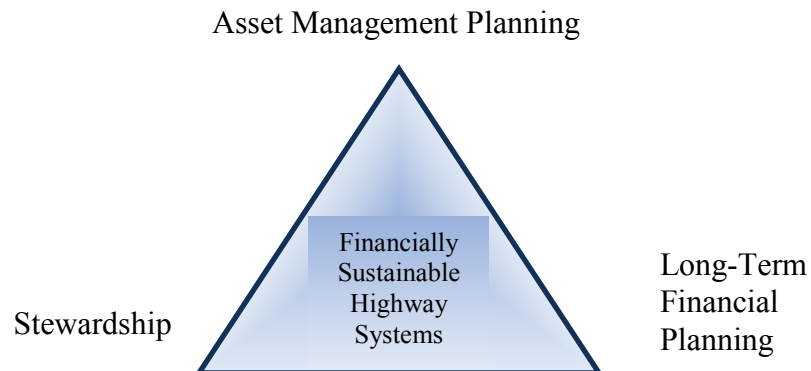 Asset Management Planning
Financially
Sustainable
Highway
Systems
Stewardship
Long-Term
Financial
Planning